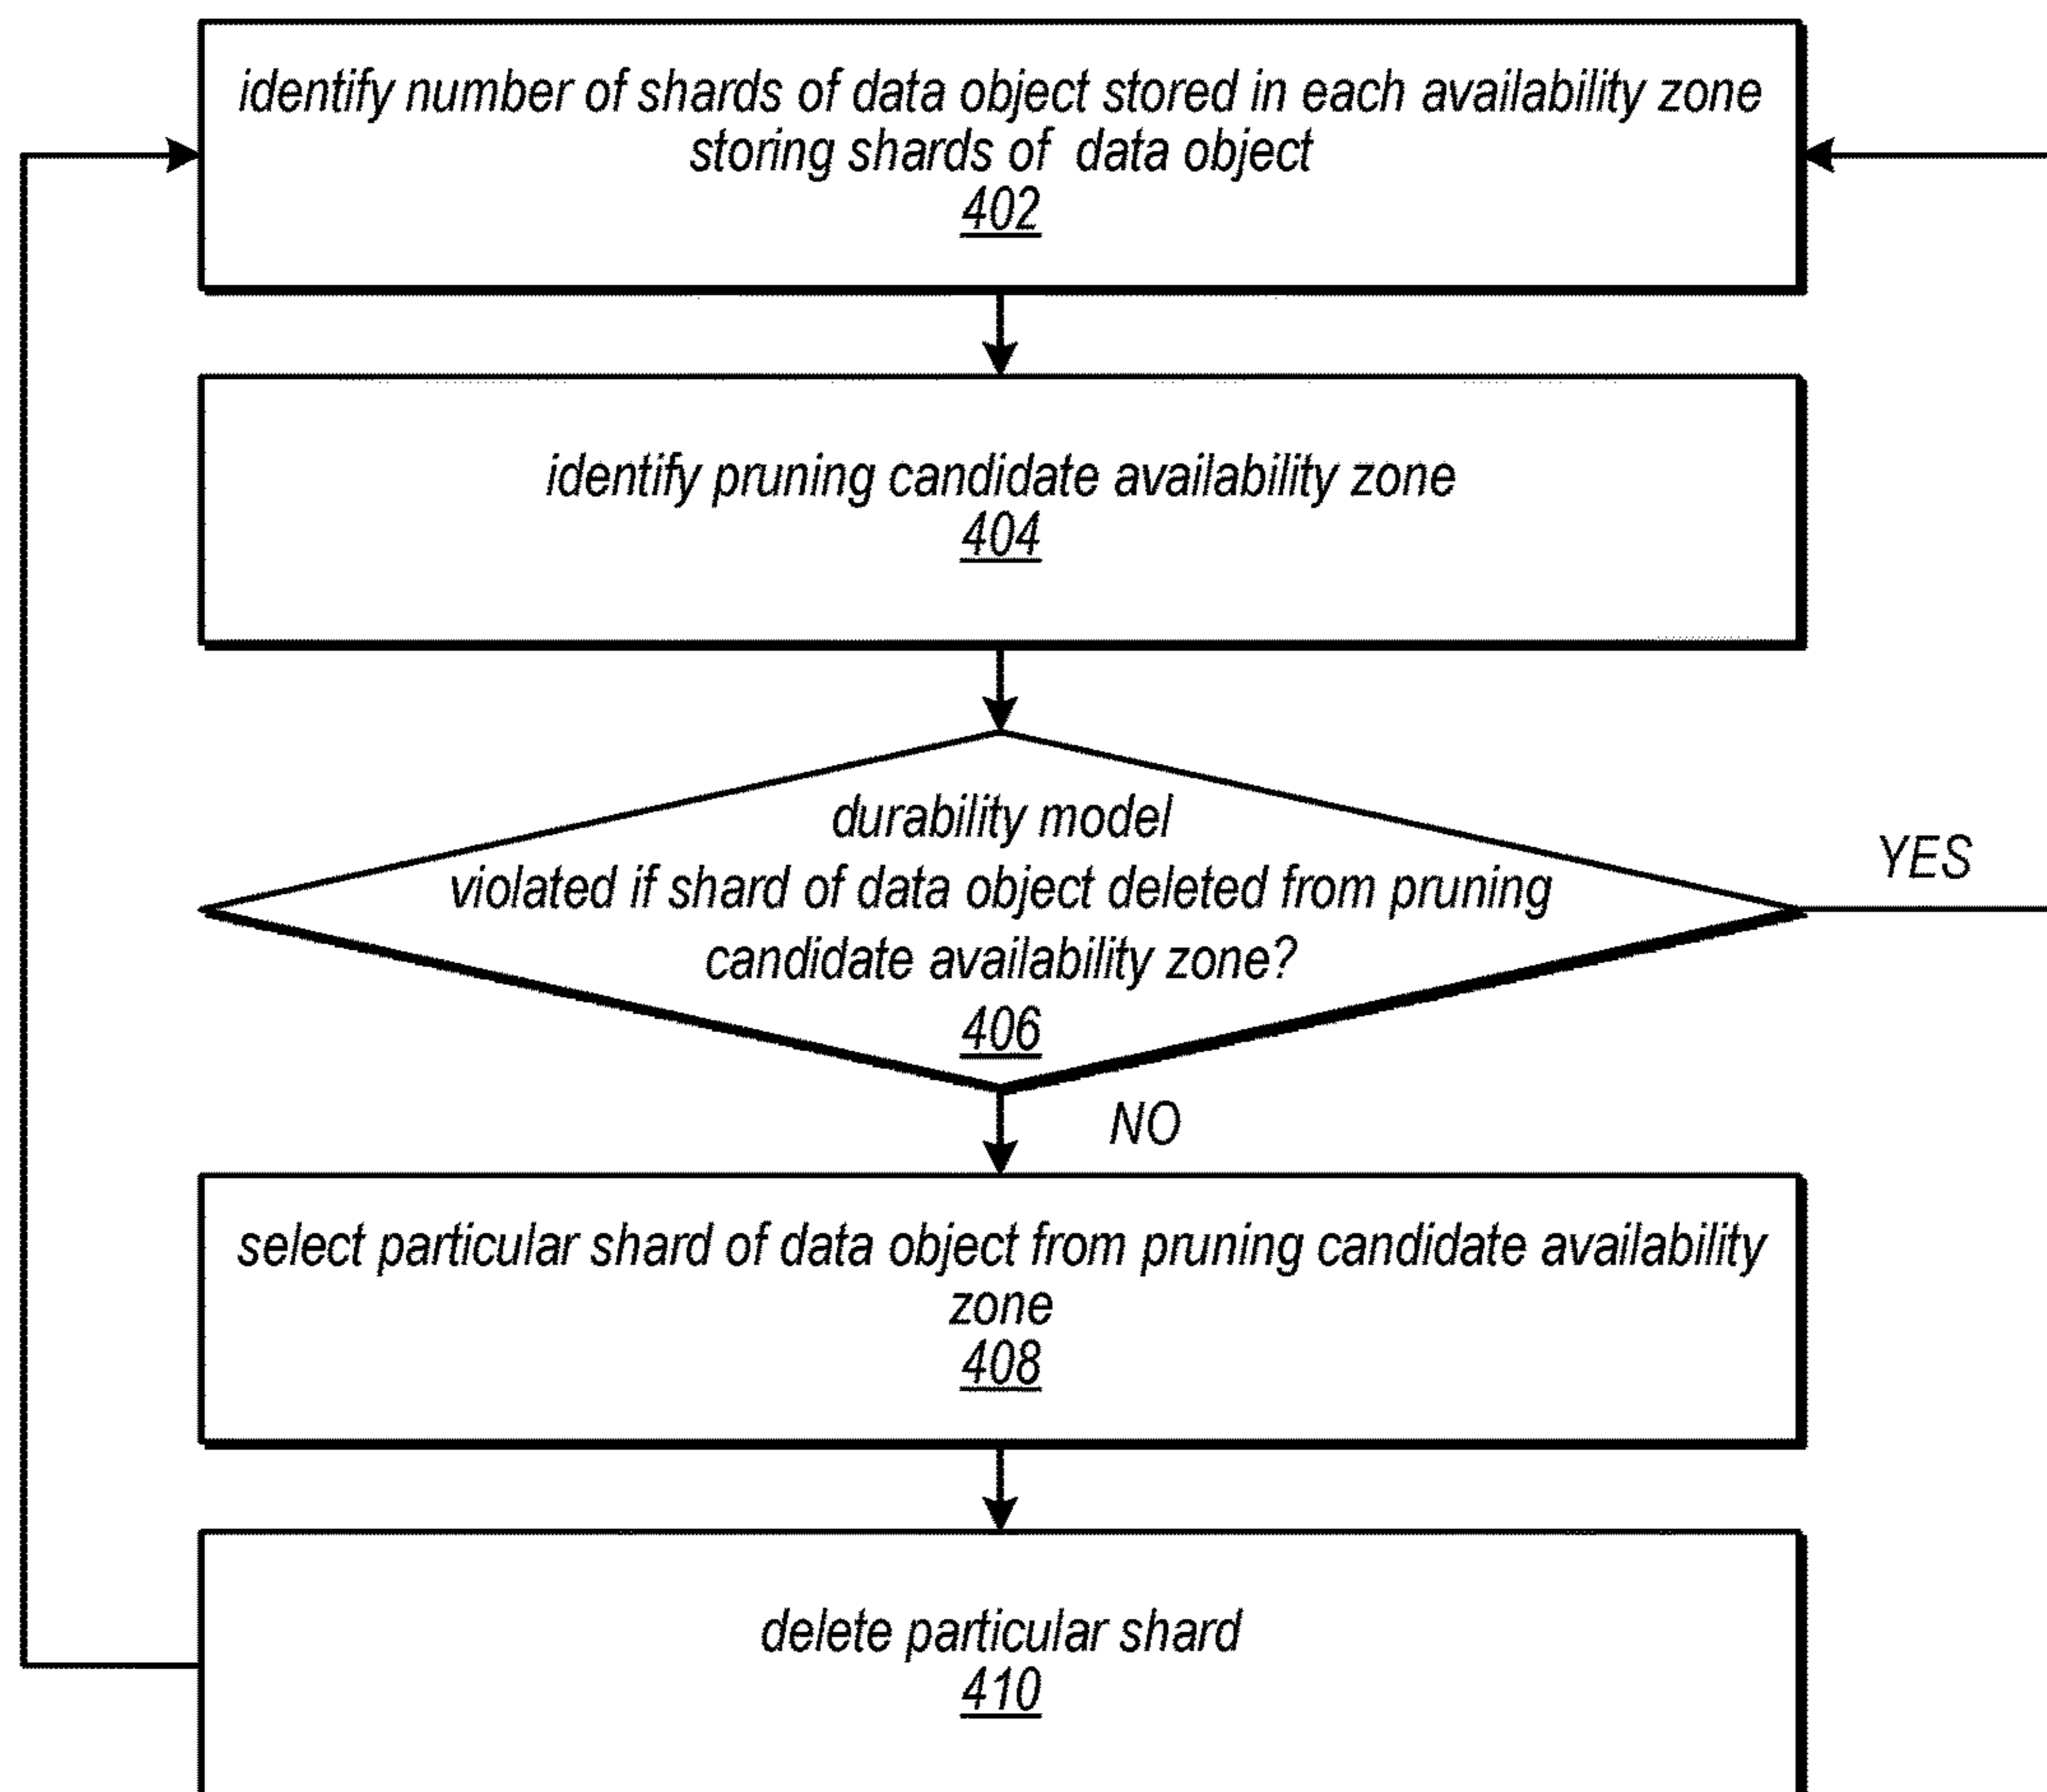 identify number of shards of data object stored in each availability zone
storing shards of data object
402
identify pruning candidate availability zone
404
durability model
violated if shard of data object deleted from pruning
candidate availability zone?
406
YES
NO
select particular shard of data object from pruning candidate availability
zone
408
delete particular shard
410